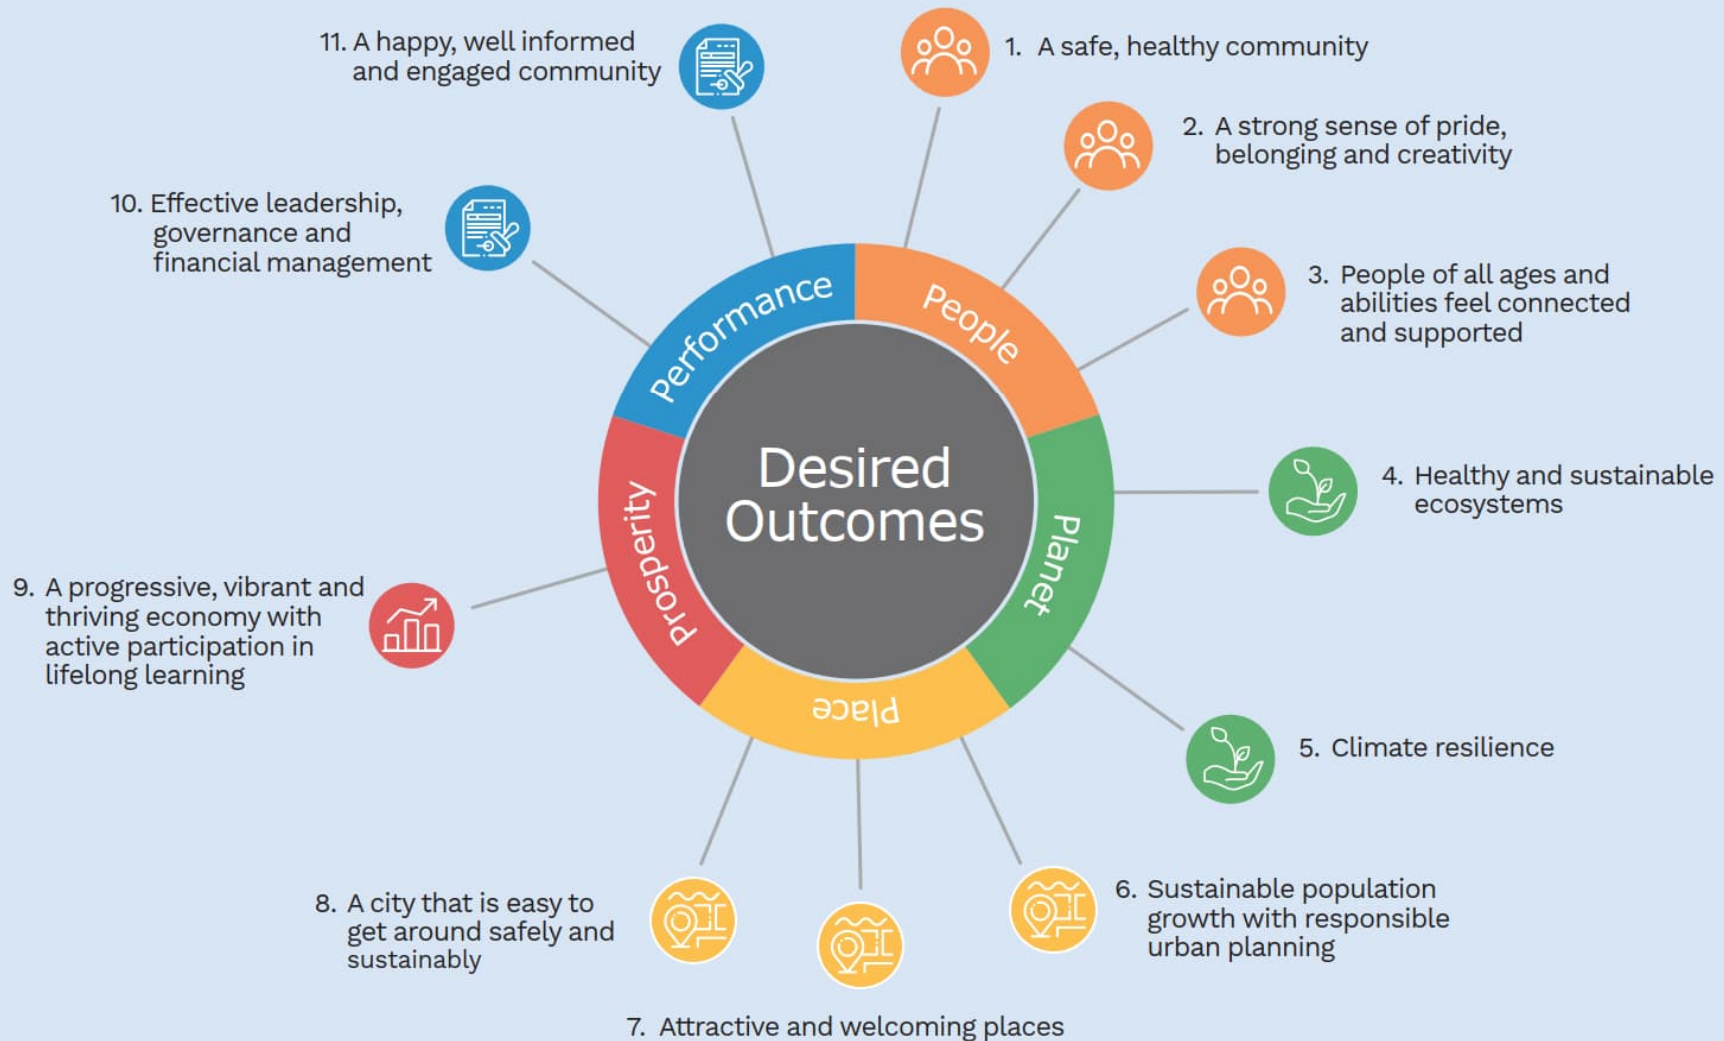 Desired
Outcomes
People
Planet
Place
Prosperity
Performance
1. A safe, healthy community
2. A strong sense of pride,
belonging and creativity
3. People of all ages and
abilities feel connected
and supported
4. Healthy and sustainable
ecosystems
5. Climate resilience
6. Sustainable population
growth with responsible
urban planning
7. Attractive and welcoming places
8. A city that is easy to
get around safely and
sustainably
9. A progressive, vibrant and
thriving economy with
active participation in
lifelong learning
10. Effective leadership,
governance and
financial management
11. A happy, well informed
and engaged community